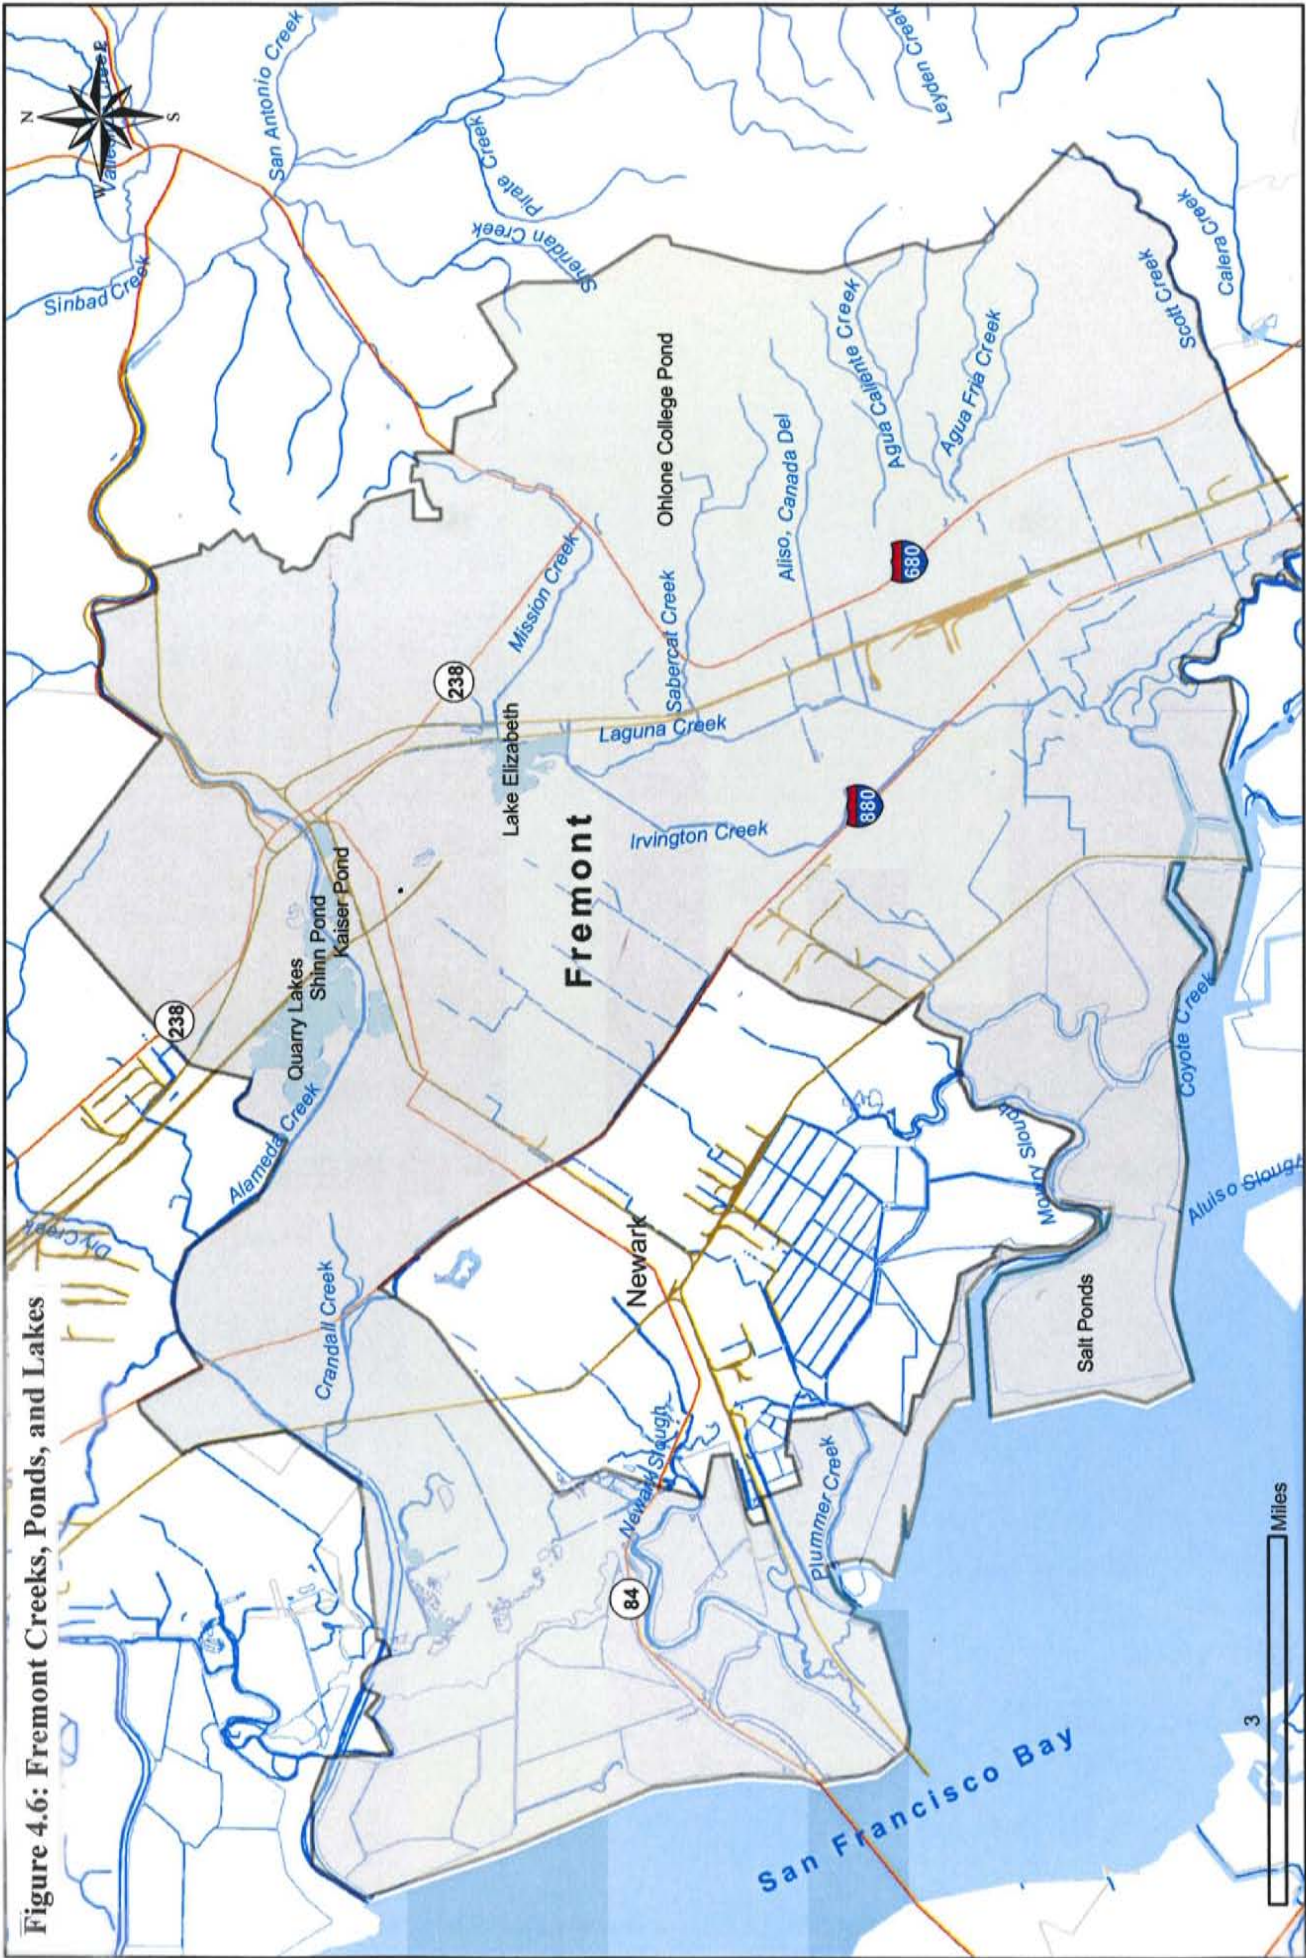 Figure 4.6: Fremont Creeks, Ponds, and Lakes
N
W
S
Sinbad Creek
San Antonio Creek
Pirate Creek
Sheridan Creek
Leyden Creek
Dry Creek
238
Alameda Creek
Quarry Lakes
Shinn Pond
Kaiser Pond
238
Mission Creek
Lake Elizabeth
Ohlone College Pond
Crandall Creek
Fremont
Laguna Creek
Sabercat Creek
Aliso, Canada Del
Agua Caliente Creek
Agua Fria Creek
Scott Creek
Calera Creek
Irvington Creek
680
880
Newark
Newark Slough
84
Plummer Creek
Mowry Slough
Coyote Creek
Salt Ponds
San Francisco Bay
3
Miles